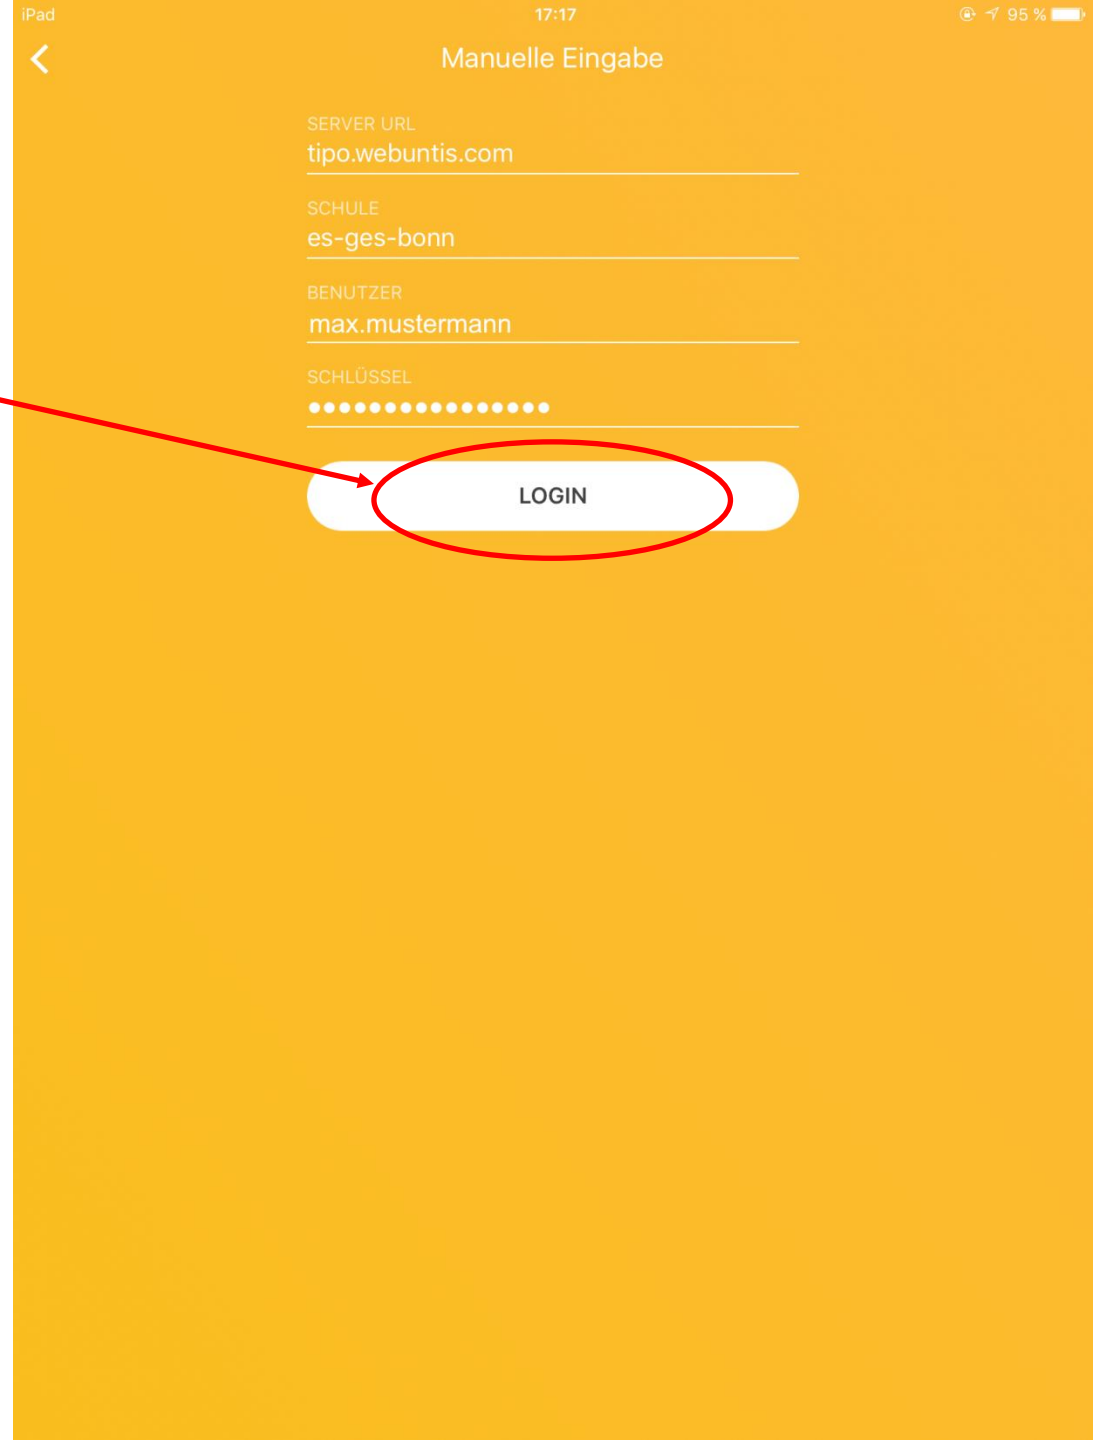 iPad 17:17 95 %
Manuelle Eingabe
SERVER URL
tipo.webuntis.com
SCHULE
es-ges-bonn
BENUTZER
max.mustermann
SCHLÜSSEL
●●●●●●●●●●●●●●●●
LOGIN